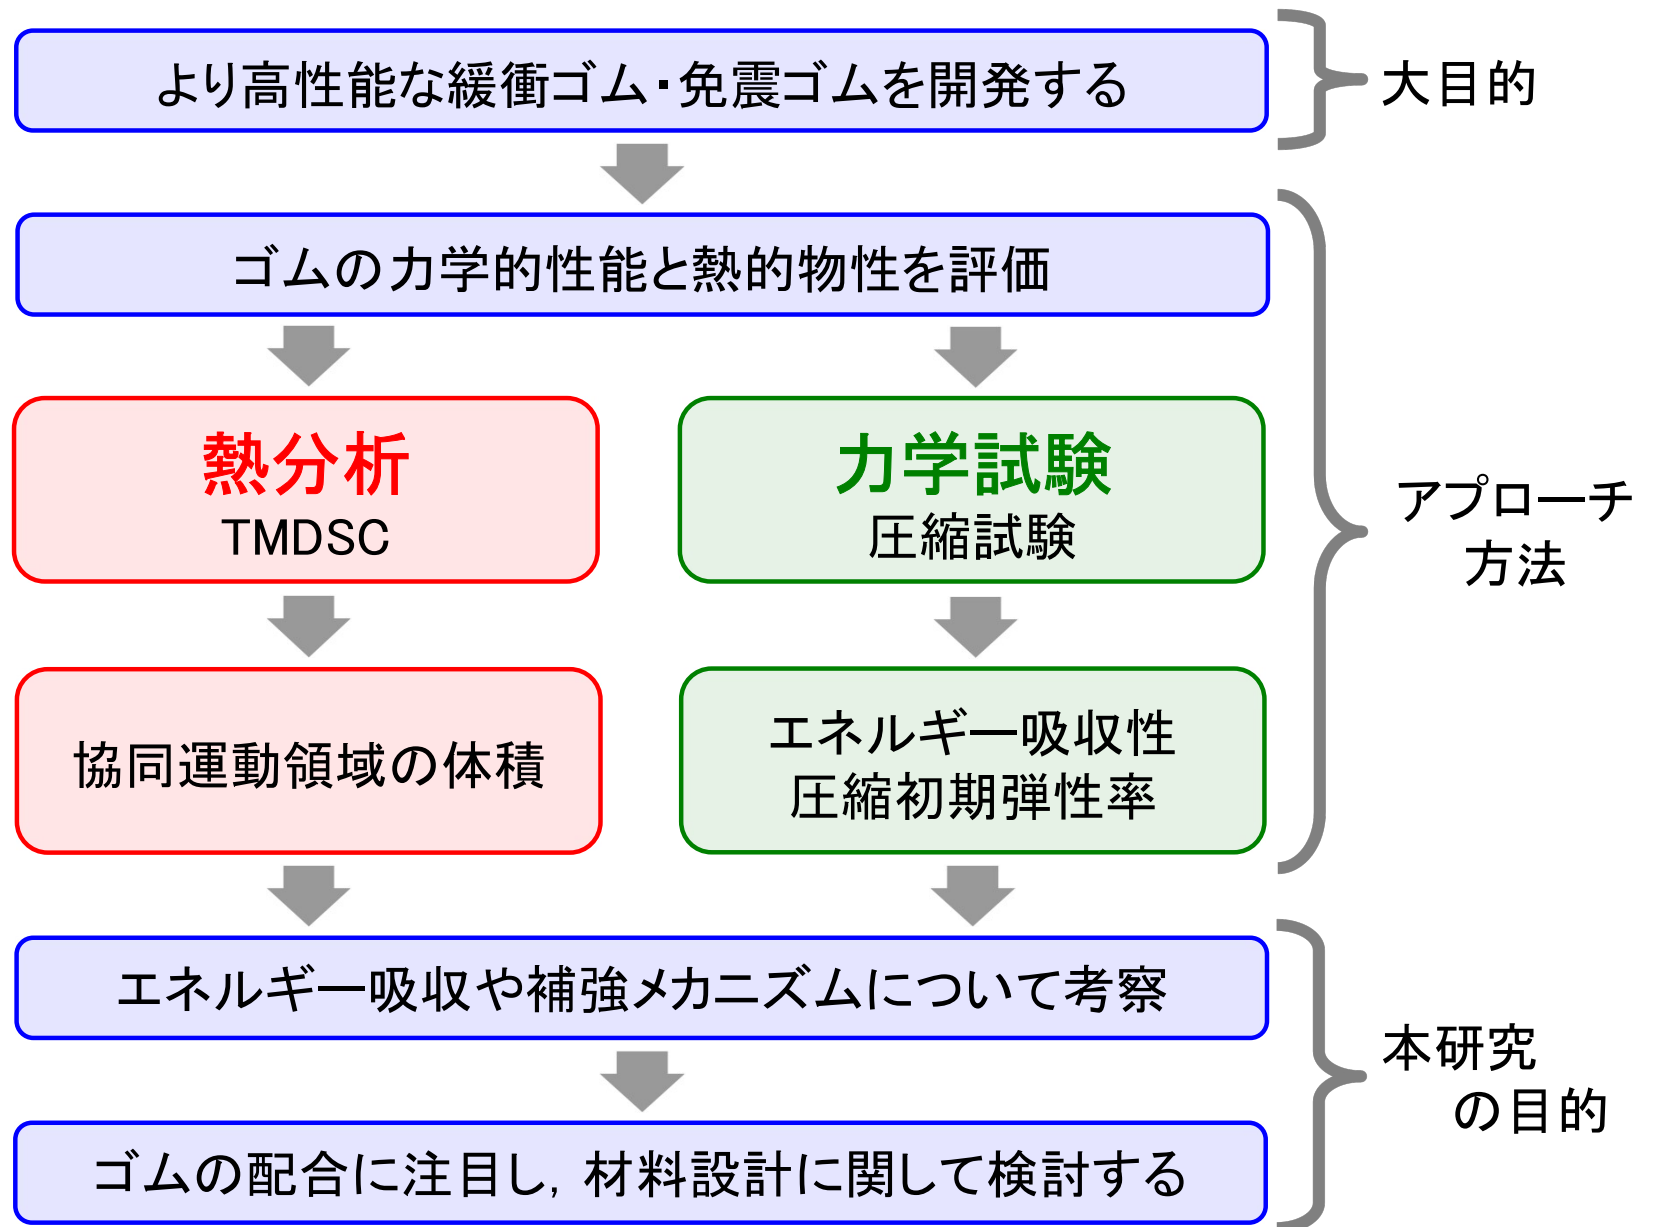 より高性能な緩衝ゴム・免震ゴムを開発する
大目的
ゴムの力学的性能と熱的物性を評価
熱分析
TMDSC
力学試験
圧縮試験
アプローチ
方法
協同運動領域の体積
エネルギー吸収性
圧縮初期弾性率
エネルギー吸収や補強メカニズムについて考察
本研究
の目的
ゴムの配合に注目し，材料設計に関して検討する